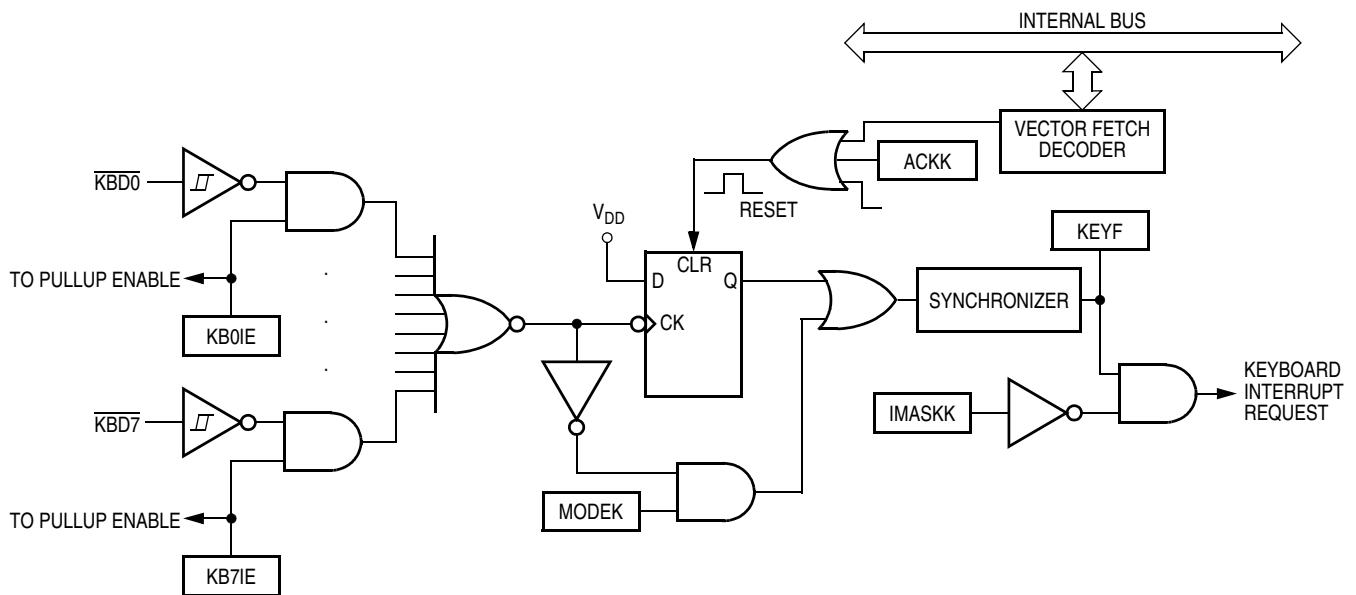 INTERNAL BUS
VECTOR FETCH
DECODER
ACKK
KBD0
RESET
VDD
KEYF
CLR
D
Q
TO PULLUP ENABLE
SYNCHRONIZER
CK
KB0IE
KEYBOARD
INTERRUPT
REQUEST
IMASKK
KBD7
MODEK
TO PULLUP ENABLE
KB7IE